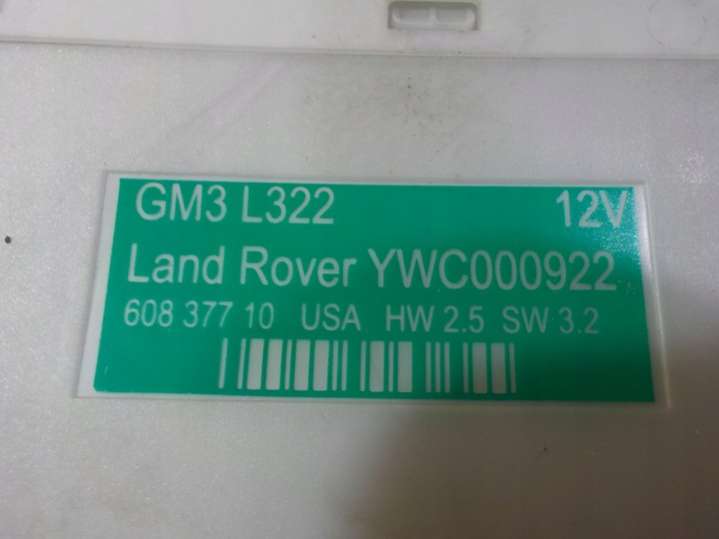 GM3 L322 12V
Land Rover YWC000922
608 377 10 USA HW 2.5 SW 3.2